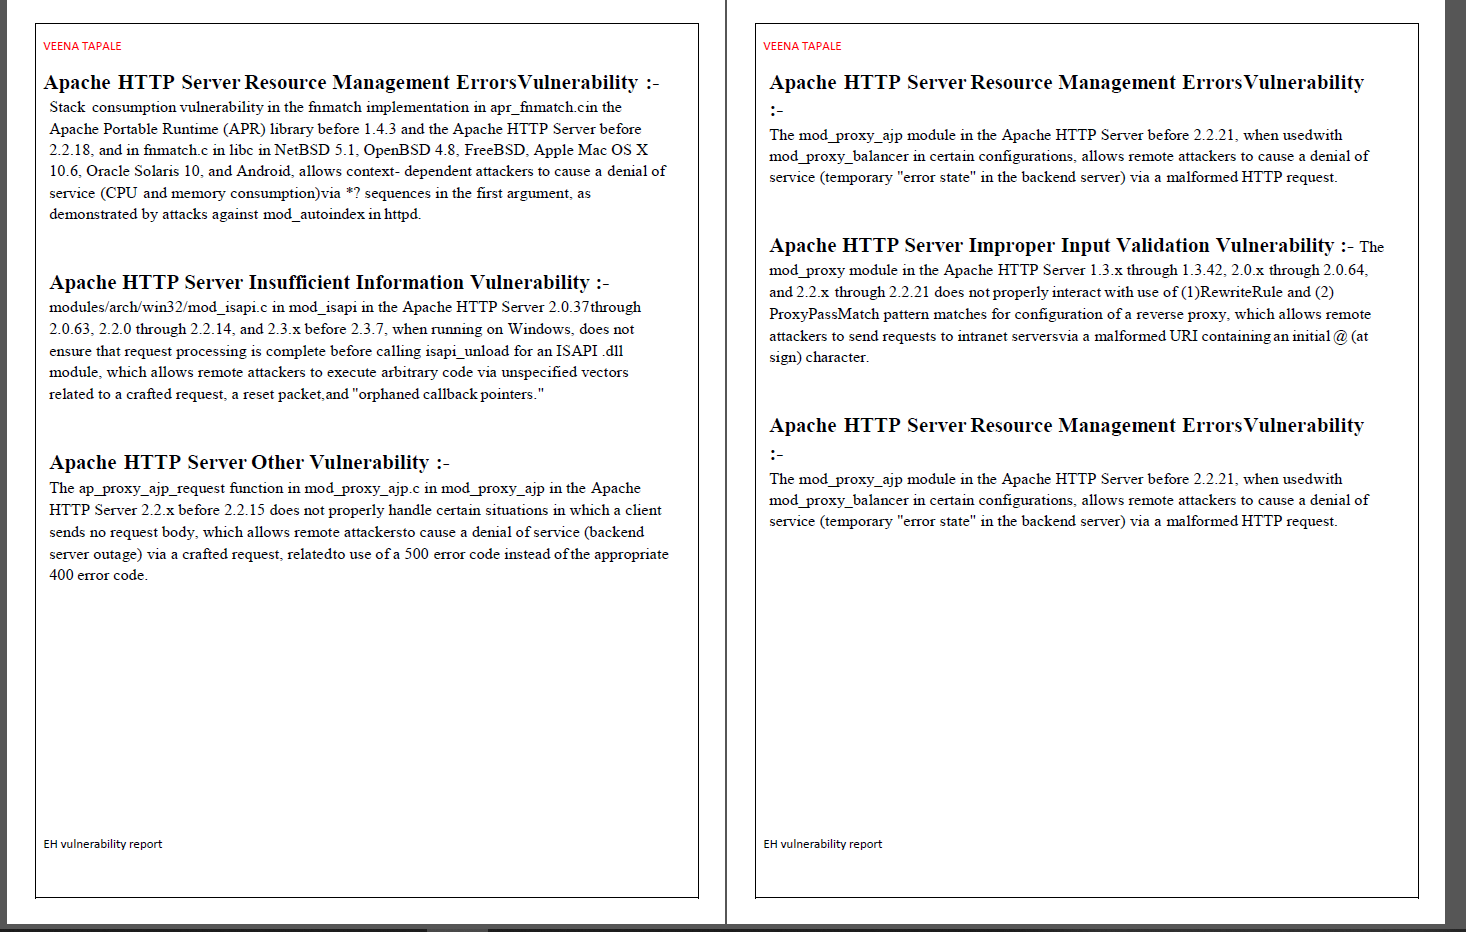 VEENA TAPALE
Apache HTTP Server Resource Management ErrorsVulnerability :-
Stack consumption vulnerability in the fnmatch implementation in apr_fnmatch.cin the
Apache Portable Runtime (APR) library before 1.4.3 and the Apache HTTP Server before
2.2.18, and in fnmatch.c in libc in NetBSD 5.1, OpenBSD 4.8, FreeBSD, Apple Mac OS X
10.6, Oracle Solaris 10, and Android, allows context- dependent attackers to cause a denial of
service (CPU and memory consumption)via *? sequences in the first argument, as
demonstrated by attacks against mod_autoindex in httpd.
Apache HTTP Server Insufficient Information Vulnerability :-
modules/arch/win32/mod_isapi.c in mod_isapi in the Apache HTTP Server 2.0.37through
2.0.63, 2.2.0 through 2.2.14, and 2.3.x before 2.3.7, when running on Windows, does not
ensure that request processing is complete before calling isapi_unload for an ISAPI .dll
module, which allows remote attackers to execute arbitrary code via unspecified vectors
related to a crafted request, a reset packet,and "orphaned callback pointers."
Apache HTTP Server Other Vulnerability :-
The ap_proxy_ajp_request function in mod_proxy_ajp.c in mod_proxy_ajp in the Apache
HTTP Server 2.2.x before 2.2.15 does not properly handle certain situations in which a client
sends no request body, which allows remote attackersto cause a denial of service (backend
server outage) via a crafted request, relatedto use of a 500 error code instead of the appropriate
400 error code.
EH vulnerability report
VEENA TAPALE
Apache HTTP Server Resource Management ErrorsVulnerability
:-
The mod_proxy_ajp module in the Apache HTTP Server before 2.2.21, when usedwith
mod_proxy_balancer in certain configurations, allows remote attackers to cause a denial of
service (temporary "error state" in the backend server) via a malformed HTTP request.
Apache HTTP Server Improper Input Validation Vulnerability :- The
mod_proxy module in the Apache HTTP Server 1.3.x through 1.3.42, 2.0.x through 2.0.64,
and 2.2.x through 2.2.21 does not properly interact with use of (1)RewriteRule and (2)
ProxyPassMatch pattern matches for configuration of a reverse proxy, which allows remote
attackers to send requests to intranet serversvia a malformed URI containing an initial @ (at
sign) character.
Apache HTTP Server Resource Management ErrorsVulnerability
:-
The mod_proxy_ajp module in the Apache HTTP Server before 2.2.21, when usedwith
mod_proxy_balancer in certain configurations, allows remote attackers to cause a denial of
service (temporary "error state" in the backend server) via a malformed HTTP request.
EH vulnerability report